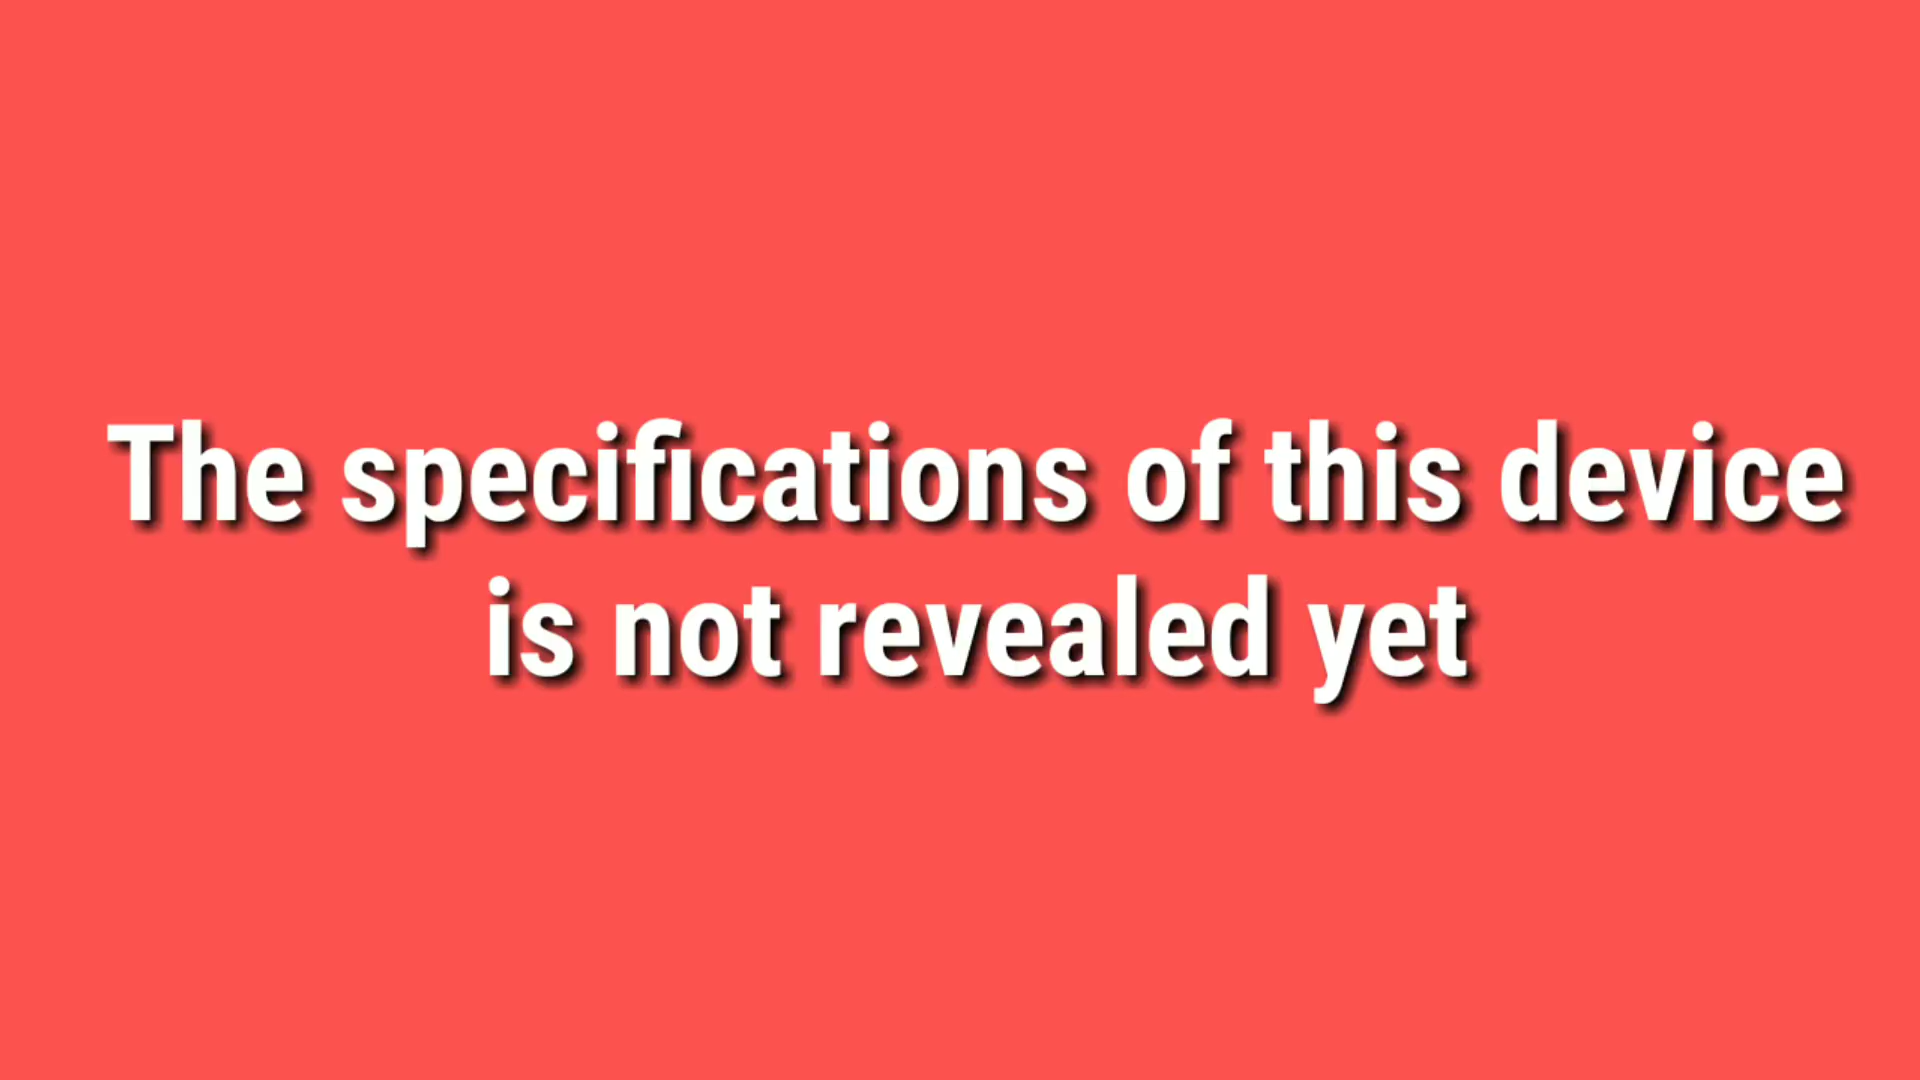 The specifications of this device
is not revealed yet